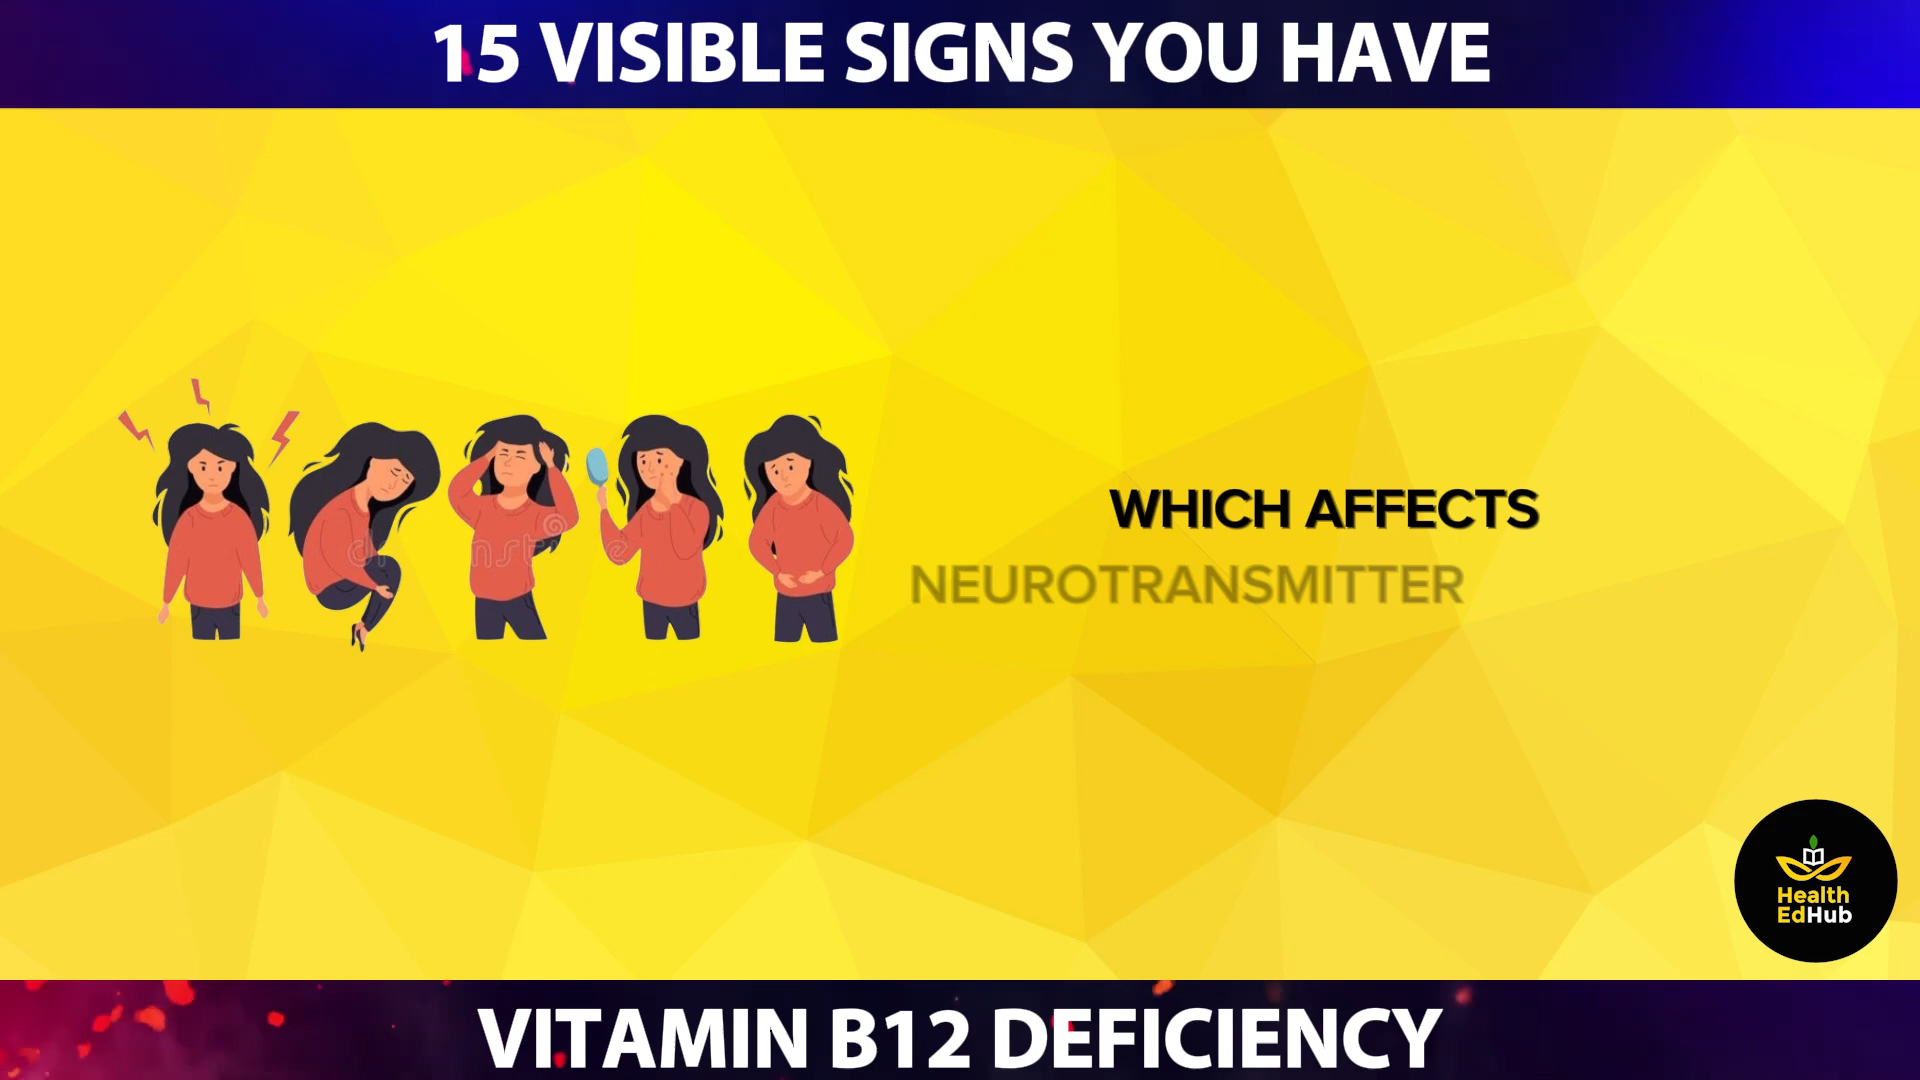 15 VISIBLE SIGNS YOU HAVE
WHICH AFFECTS
NEUROTRANSMITTER
Health
EdHub
VITAMIN B12 DEFICIENCY